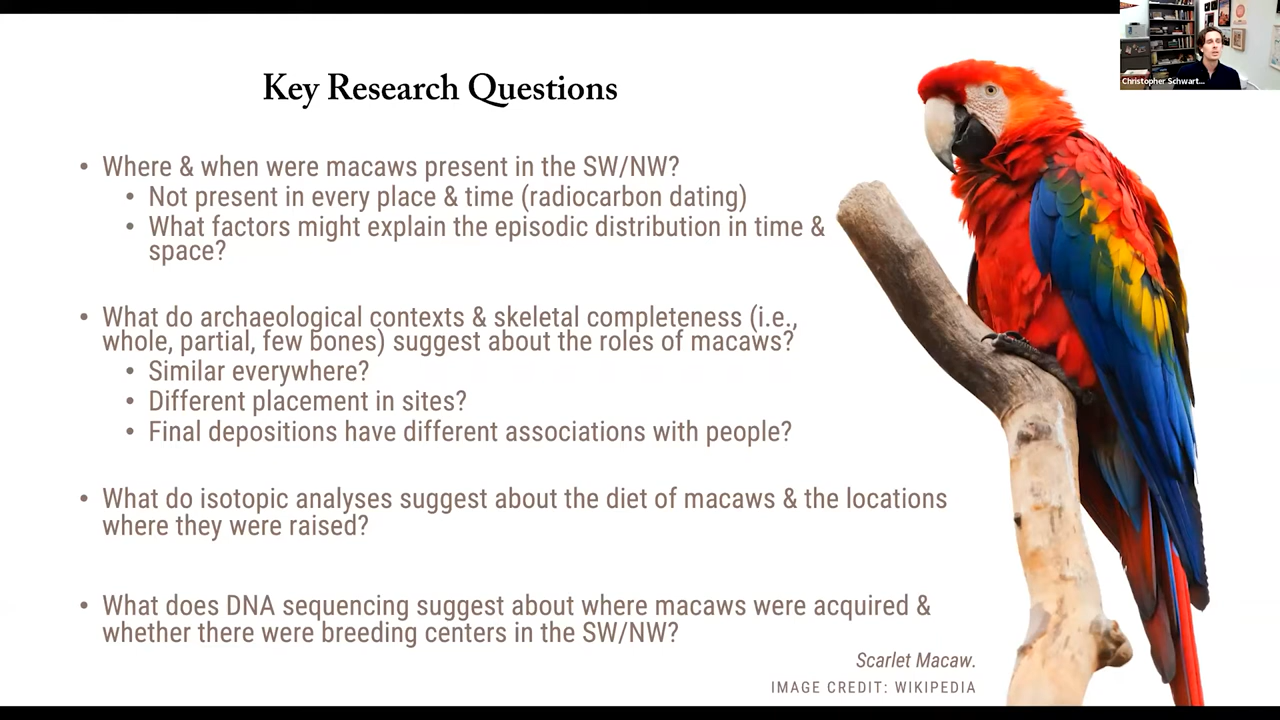 Christopher Schwart...
Key Research Questions
• Where & when were macaws present in the SW/NW?
• Not present in every place & time (radiocarbon dating)
• What factors might explain the episodic distribution in time &
space?
• What do archaeological contexts & skeletal completeness (i.e.,
whole, partial, few bones) suggest about the roles of macaws?
• Similar everywhere?
• Different placement in sites?
• Final depositions have different associations with people?
• What do isotopic analyses suggest about the diet of macaws & the locations
where they were raised?
• What does DNA sequencing suggest about where macaws were acquired &
whether there were breeding centers in the SW/NW?
Scarlet Macaw.
IMAGE CREDIT: WIKIPEDIA